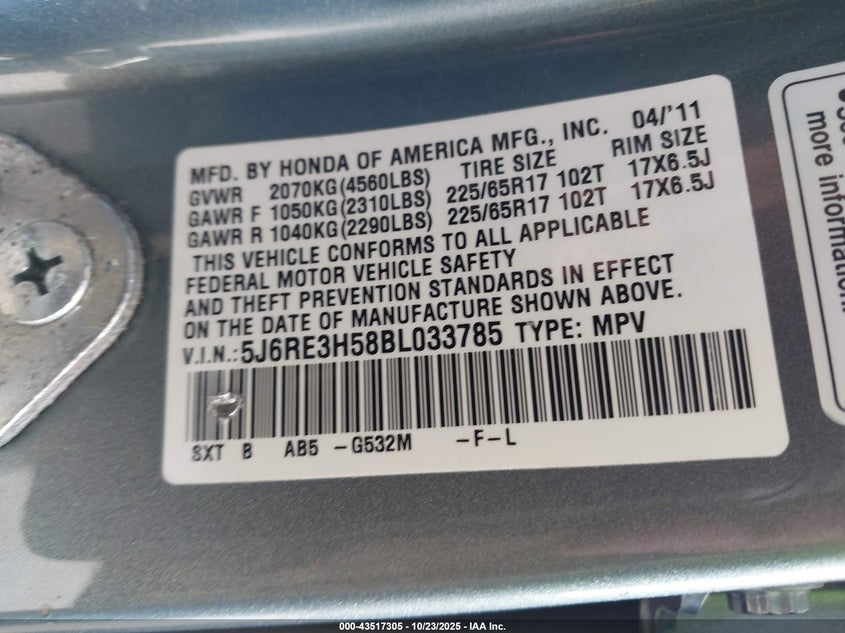 MFD. BY HONDA OF AMERICA MFG., INC. 04/'11
GVWR 2070KG(4560LBS) TIRE SIZE RIM SIZE
GAWR F 1050KG(2310LBS) 225/65R17 102T 17X6.5J
GAWR R 1040KG(2290LBS) 225/65R17 102T 17X6.5J
THIS VEHICLE CONFORMS TO ALL APPLICABLE
FEDERAL MOTOR VEHICLE SAFETY
AND THEFT PREVENTION STANDARDS IN EFFECT
ON THE DATE OF MANUFACTURE SHOWN ABOVE.
V.I.N.:5J6RE3H58BL033785 TYPE: MPV
SXT B AB5 -G532M -F-L
more information.
000-43517305 | 10/23/2025 - IAA Inc.